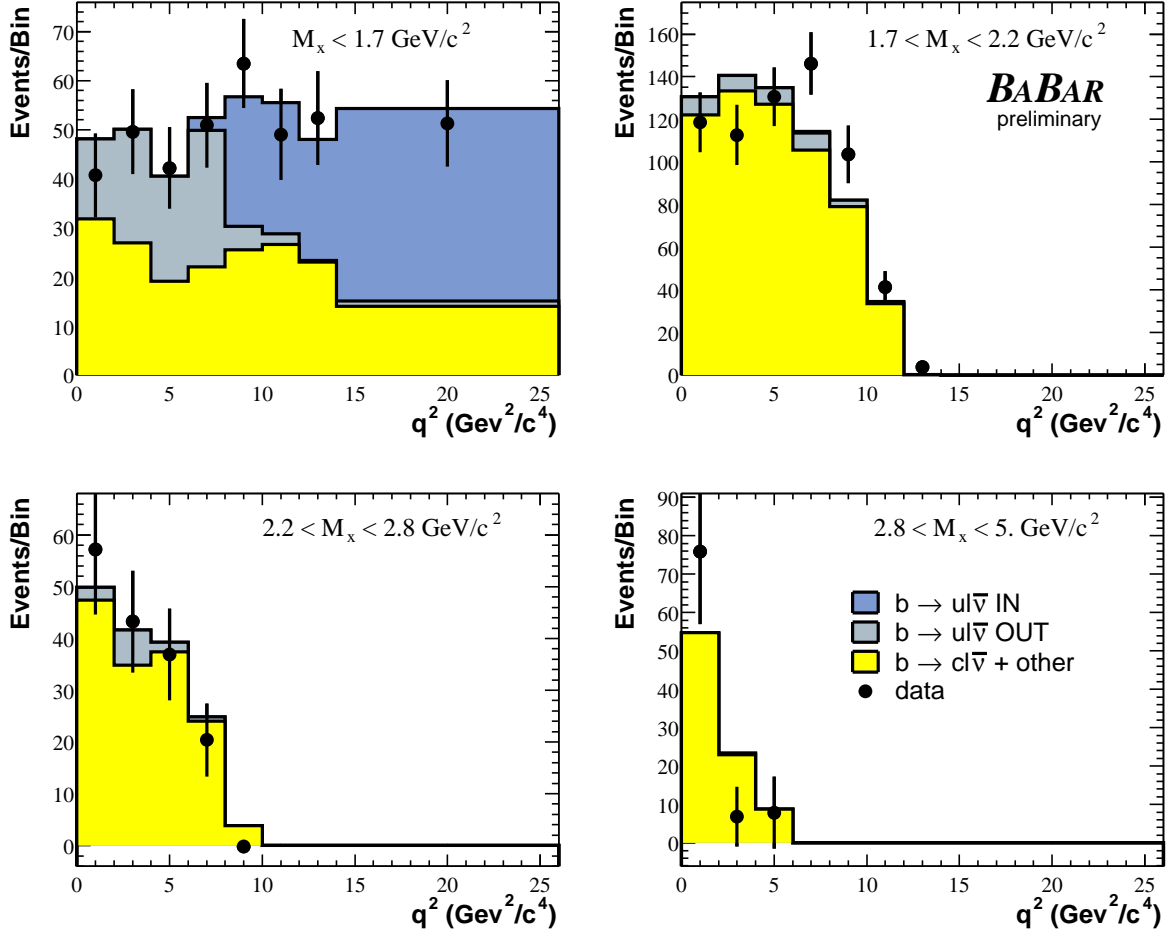 Events/Bin
M_x < 1.7 GeV/c^2
70
60
50
40
30
20
10
0
0 5 10 15 20 25
q^2 (Gev^2/c^4)
Events/Bin
1.7 < M_x < 2.2 GeV/c^2
BABAR
preliminary
160
140
120
100
80
60
40
20
0
0 5 10 15 20 25
q^2 (Gev^2/c^4)
Events/Bin
2.2 < M_x < 2.8 GeV/c^2
60
50
40
30
20
10
0
0 5 10 15 20 25
q^2 (Gev^2/c^4)
Events/Bin
2.8 < M_x < 5. GeV/c^2
90
80
70
60
50
40
30
20
10
0
b → ulν̅ IN
b → ulν̅ OUT
b → clν̅ + other
data
0 5 10 15 20 25
q^2 (Gev^2/c^4)